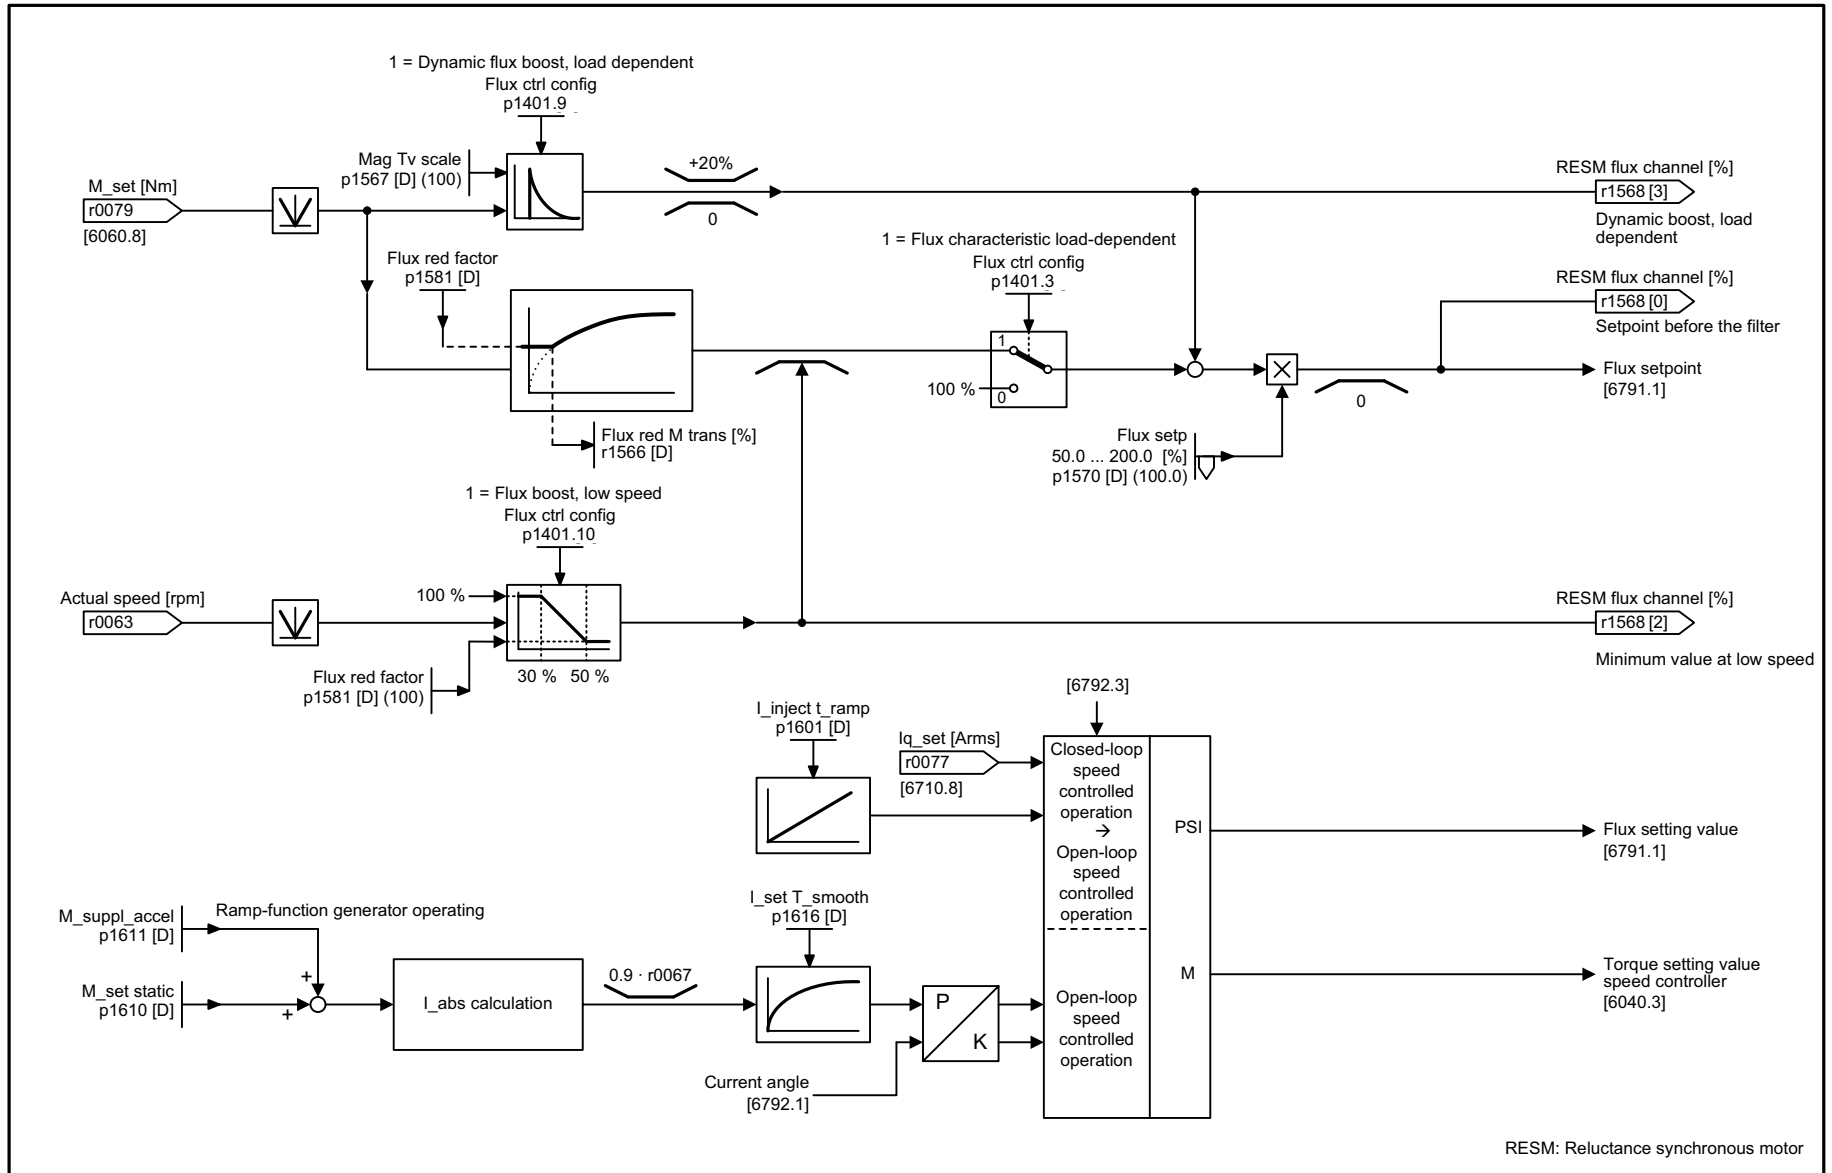 1 = Dynamic flux boost, load dependent
Flux ctrl config
p1401.9
Mag Tv scale
p1567 [D] (100)
+20%
0
RESM flux channel [%]
r1568 [3]
Dynamic boost, load
dependent
M_set [Nm]
r0079
[6060.8]
Flux red factor
p1581 [D]
1 = Flux characteristic load-dependent
Flux ctrl config
p1401.3
RESM flux channel [%]
r1568 [0]
Setpoint before the filter
1
100 %
0
0
Flux setpoint
[6791.1]
Flux red M trans [%]
r1566 [D]
Flux setp
50.0 ... 200.0 [%]
p1570 [D] (100.0)
1 = Flux boost, low speed
Flux ctrl config
p1401.10
Actual speed [rpm]
r0063
100 %
Flux red factor
p1581 [D] (100)
30 % 50 %
RESM flux channel [%]
r1568 [2]
Minimum value at low speed
[6792.3]
I_inject t_ramp
p1601 [D]
Iq_set [Arms]
r0077
[6710.8]
Closed-loop
speed
controlled
operation
→
Open-loop
speed
controlled
operation
PSI
Flux setting value
[6791.1]
M_suppl_accel
p1611 [D]
Ramp-function generator operating
M_set static
p1610 [D]
+
+
I_abs calculation
0.9 · r0067
I_set T_smooth
p1616 [D]
P
K
Current angle
[6792.1]
Open-loop
speed
controlled
operation
M
Torque setting value
speed controller
[6040.3]
RESM: Reluctance synchronous motor